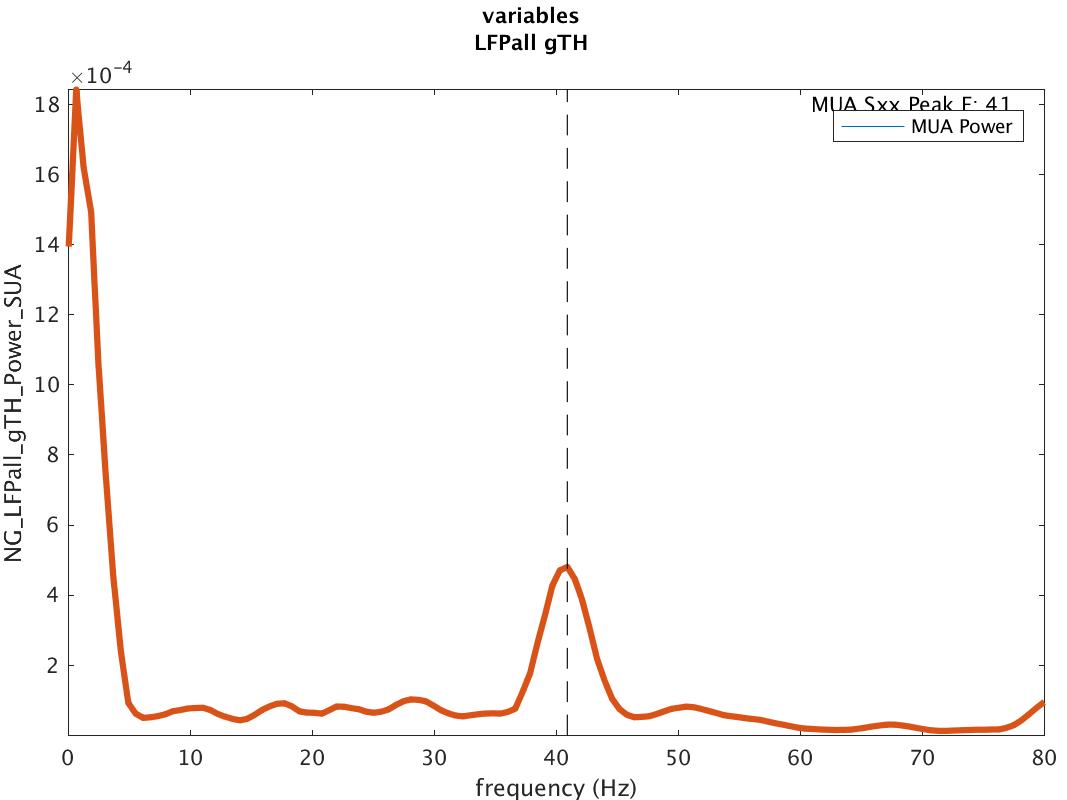 variables
LFPall gTH
×10⁻⁴
MUA Sxx Peak F: 41
MUA Power
18
16
14
12
10
8
6
4
2
NG_LFPall_gTH_Power_SUA
0 10 20 30 40 50 60 70 80
frequency (Hz)